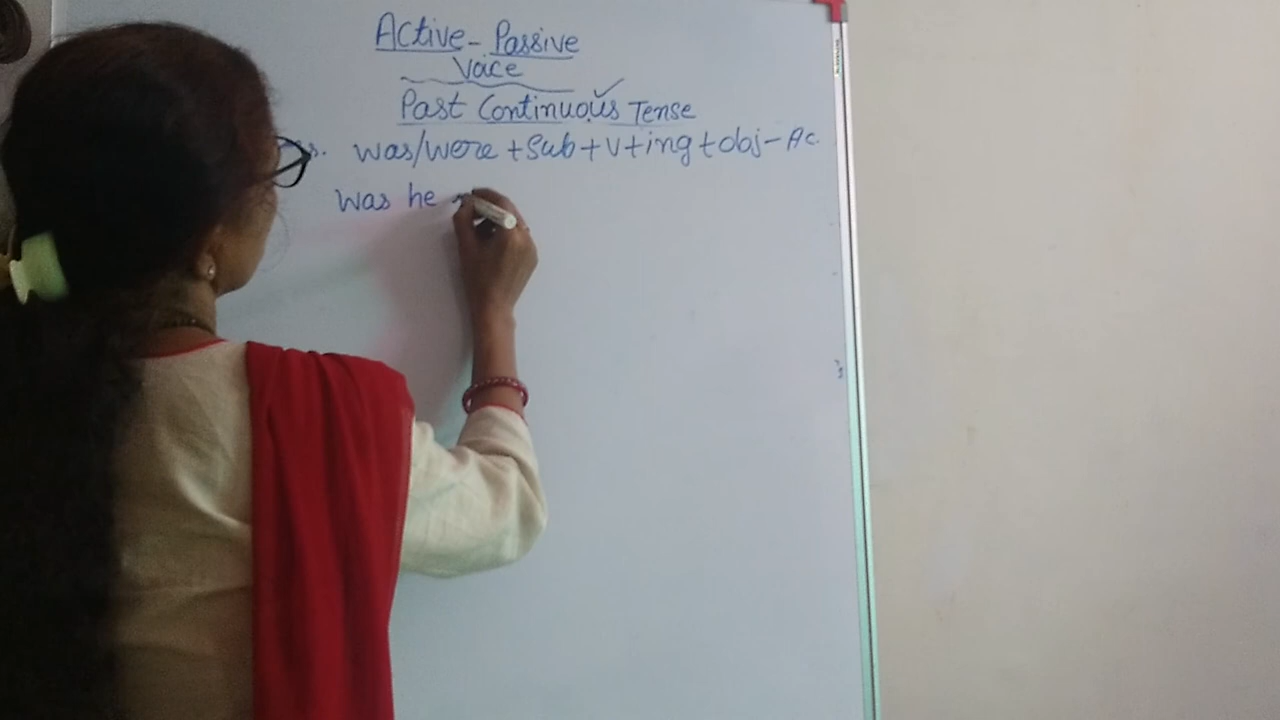 Active - Passive
Voice
Past Continuous Tense
was/were + Sub + V + ing + obj - Ac.
Was he